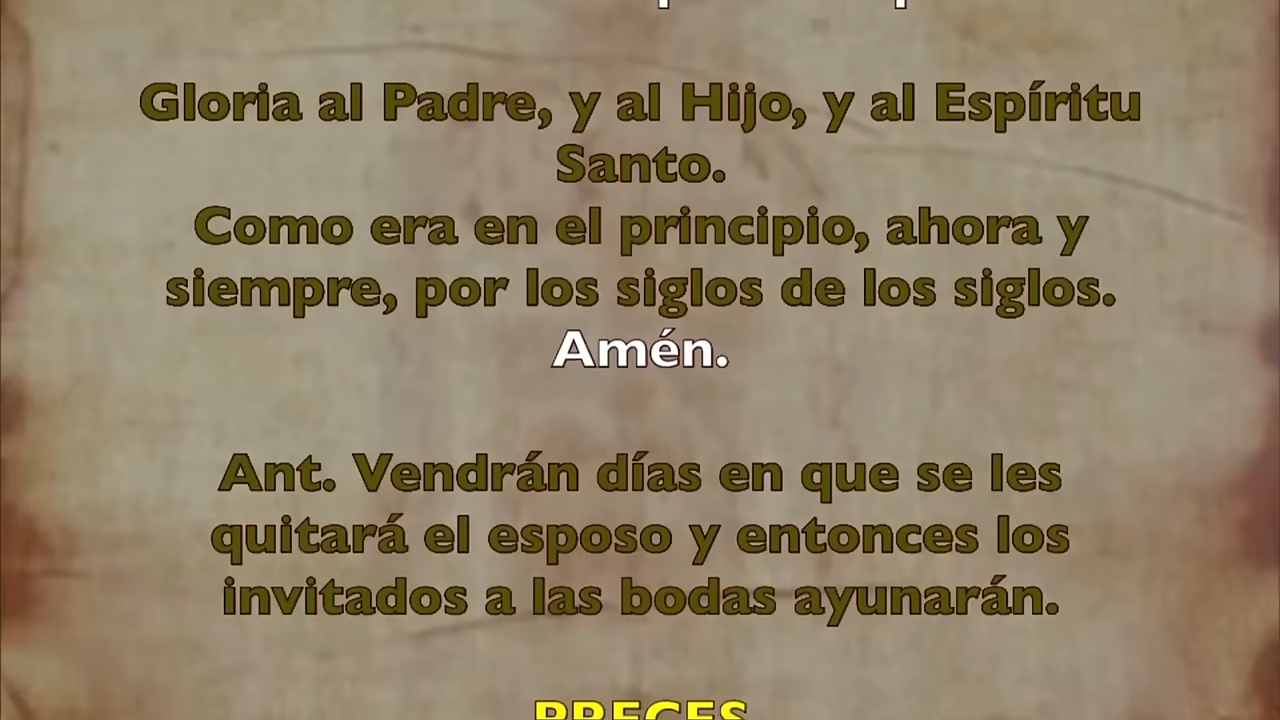 Gloria al Padre, y al Hijo, y al Espíritu
Santo.
Como era en el principio, ahora y
siempre, por los siglos de los siglos.
Amén.
Ant. Vendrán días en que se les
quitará el esposo y entonces los
invitados a las bodas ayunarán.
PRECES